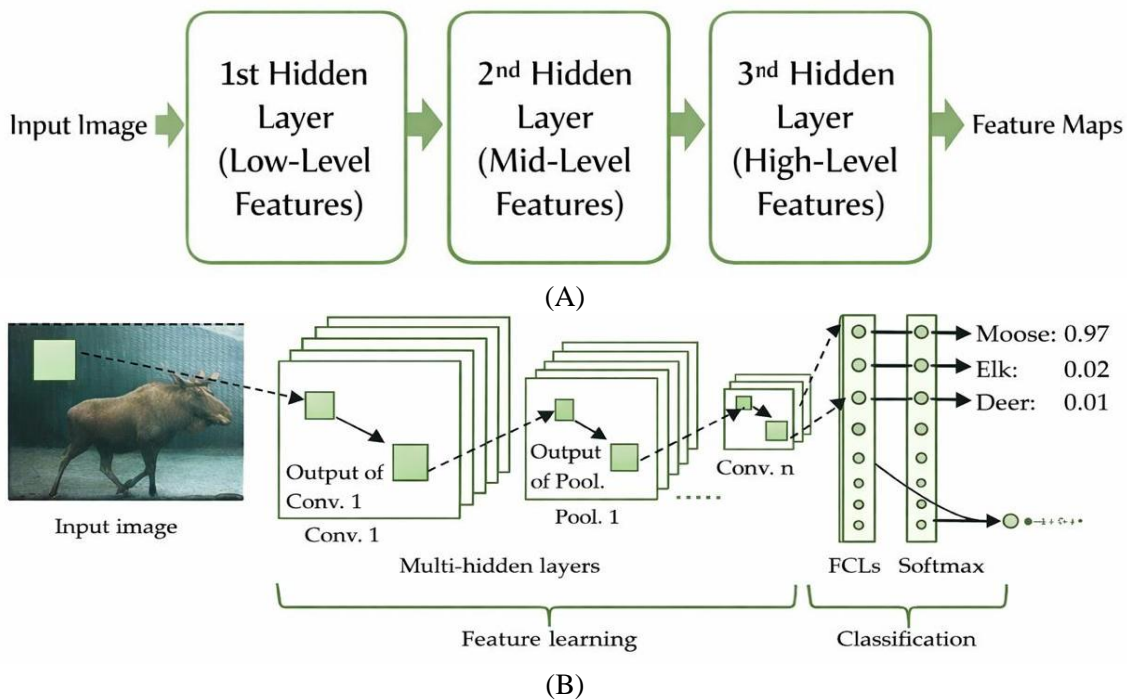 Input Image
1st Hidden
Layer
(Low-Level
Features)
2nd Hidden
Layer
(Mid-Level
Features)
3nd Hidden
Layer
(High-Level
Features)
Feature Maps
(A)
Moose: 0.97
Elk: 0.02
Deer: 0.01
Output of
Conv. 1
Output
of Pool.
Conv. n
Input image
Conv. 1
Pool. 1
Multi-hidden layers
FCLs
Softmax
Feature learning
Classification
(B)